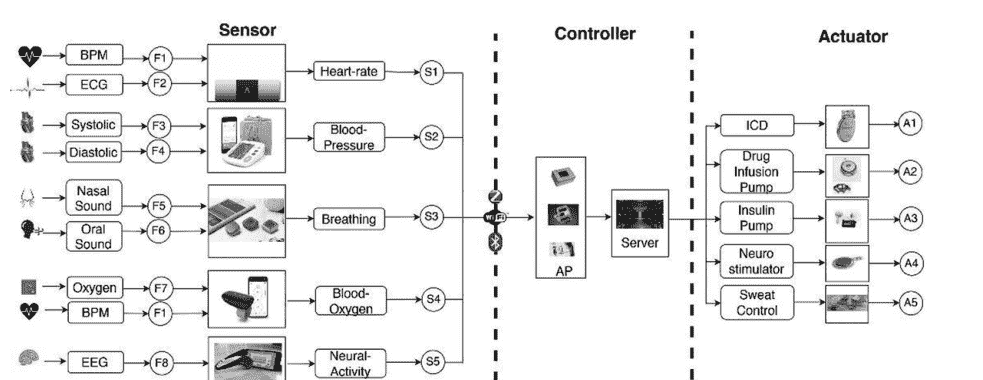 Sensor
Controller
Actuator
BPM
F1
ECG
F2
Heart-rate
S1
Systolic
F3
Diastolic
F4
Blood-
Pressure
S2
Nasal
Sound
F5
Oral
Sound
F6
Breathing
S3
Oxygen
F7
BPM
F1
Blood-
Oxygen
S4
EEG
F8
Neural-
Activity
S5
WiFi
AP
Server
ICD
A1
Drug
Infusion
Pump
A2
Insulin
Pump
A3
Neuro
stimulator
A4
Sweat
Control
A5